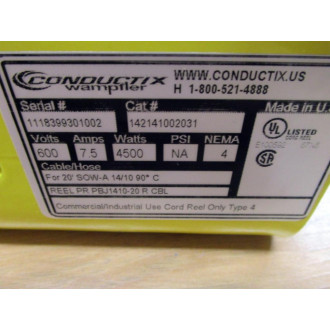 CONDUCTIX
wampfler
WWW.CONDUCTIX.US
H 1-800-521-4888
Serial # Cat # Made in U.
1118399301002 142141002031
Volts Amps Watts PSI NEMA
600 7.5 4500 NA 4
UL LISTED
Cable/Hose
For 20' SOW-A 14/10 90° C
REEL PR PBJ1410-20 R CBL
Commercial/Industrial Use Cord Reel Only Type 4